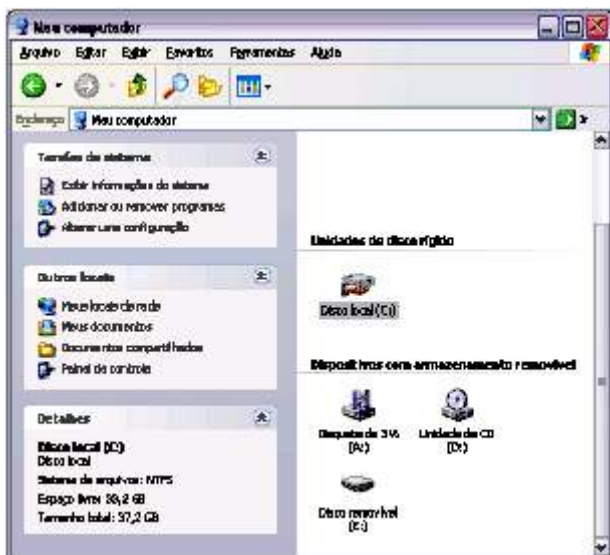 Meu computador
Arquivo Editar Exibir Favoritos Ferramentas Ajuda
Endereço Meu computador
Tarefas do sistema
Exibir informações do sistema
Adicionar ou remover programas
Alterar uma configuração
Outros locais
Meus locais de rede
Meus documentos
Documentos compartilhados
Painel de controle
Detalhes
Disco local (C:)
Disco local
Sistema de arquivos: NTFS
Espaço livre: 33,2 GB
Tamanho total: 37,2 GB
Unidades de disco rígido
Disco local (C:)
Dispositivos com armazenamento removível
Disquete de 3½ (A:)
Unidade de CD (D:)
Disco removível (E:)